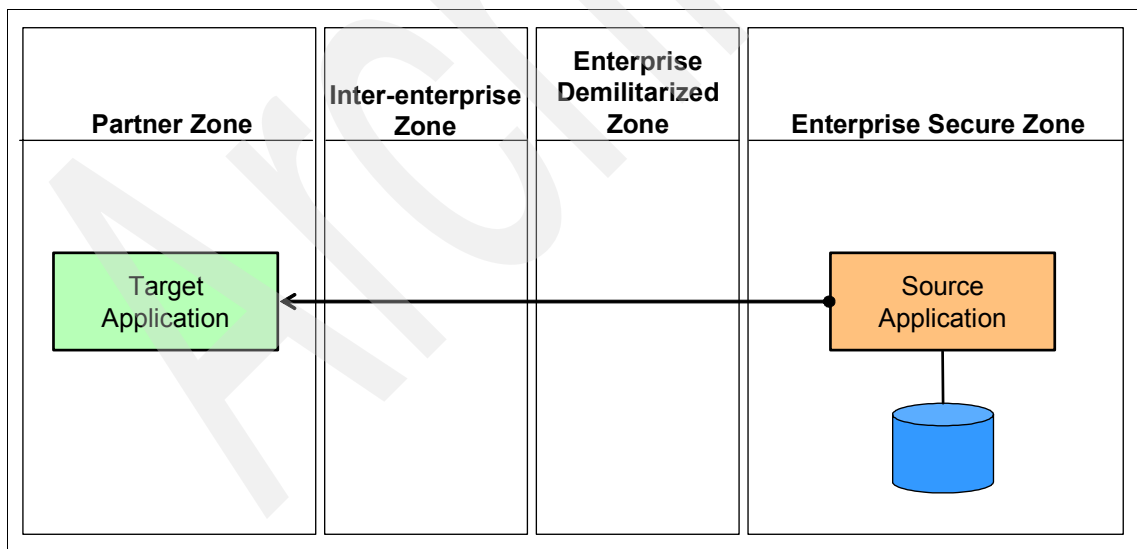 Partner Zone
Inter-enterprise
Zone
Enterprise
Demilitarized
Zone
Enterprise Secure Zone
Target
Application
Source
Application